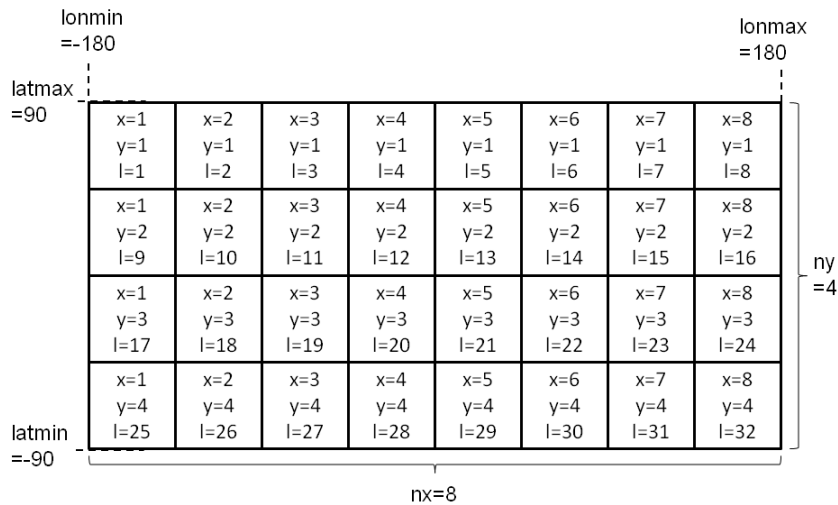 lonmin
=-180
lonmax
=180
latmax
=90
x=1 x=2 x=3 x=4 x=5 x=6 x=7 x=8
y=1 y=1 y=1 y=1 y=1 y=1 y=1 y=1
l=1 l=2 l=3 l=4 l=5 l=6 l=7 l=8
x=1 x=2 x=3 x=4 x=5 x=6 x=7 x=8
y=2 y=2 y=2 y=2 y=2 y=2 y=2 y=2
l=9 l=10 l=11 l=12 l=13 l=14 l=15 l=16
ny
=4
x=1 x=2 x=3 x=4 x=5 x=6 x=7 x=8
y=3 y=3 y=3 y=3 y=3 y=3 y=3 y=3
l=17 l=18 l=19 l=20 l=21 l=22 l=23 l=24
x=1 x=2 x=3 x=4 x=5 x=6 x=7 x=8
y=4 y=4 y=4 y=4 y=4 y=4 y=4 y=4
l=25 l=26 l=27 l=28 l=29 l=30 l=31 l=32
latmin
=-90
nx=8